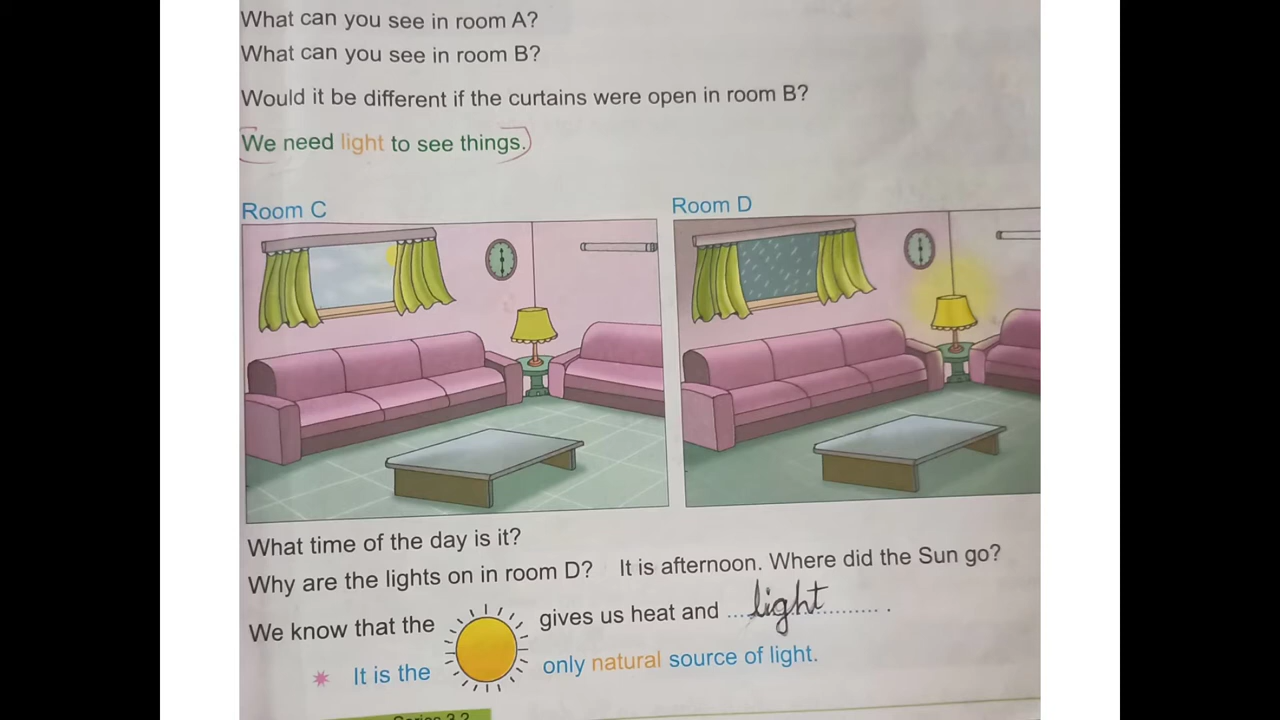 What can you see in room A?
What can you see in room B?
Would it be different if the curtains were open in room B?
We need light to see things.
Room C
Room D
What time of the day is it?
Why are the lights on in room D? It is afternoon. Where did the Sun go?
We know that the gives us heat and light .
It is the only natural source of light.